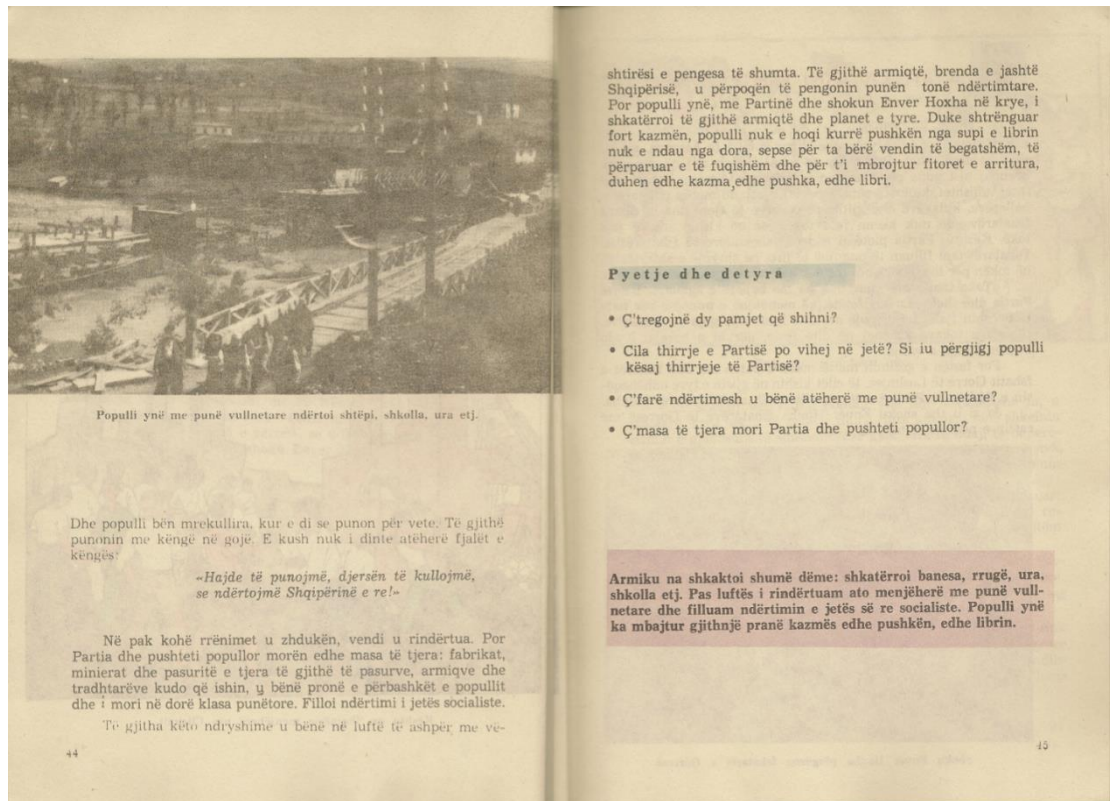 Populli ynë me punë vullnetare ndërtoi shtëpi, shkolla, ura etj.
Dhe populli bën mrekullira, kur e di se punon për vete. Të gjithë
punonin me këngë në gojë. E kush nuk i dinte atëherë fjalët e
këngës:
«Hajde të punojmë, djersën të kullojmë,
se ndërtojmë Shqipërinë e re!»
Në pak kohë rrënimet u zhdukën, vendi u rindërtua. Por
Partia dhe pushteti popullor morën edhe masa të tjera: fabrikat,
minierat dhe pasuritë e tjera të gjithë të pasurve, armiqve dhe
tradhtarëve kudo që ishin, u bënë pronë e përbashkët e popullit
dhe i mori në dorë klasa punëtore. Filloi ndërtimi i jetës socialiste.
Të gjitha këto ndryshime u bënë në luftë të ashpër me vë-
44
shtirësi e pengesa të shumta. Të gjithë armiqtë, brenda e jashtë
Shqipërisë, u përpoqën të pengonin punën tonë ndërtimtare.
Por populli ynë, me Partinë dhe shokun Enver Hoxha në krye, i
shkatërroi të gjithë armiqtë dhe planet e tyre. Duke shtrënguar
fort kazmën, populli nuk e hoqi kurrë pushkën nga supi e librin
nuk e ndau nga dora, sepse për ta bërë vendin të begatshëm, të
përparuar e të fuqishëm dhe për t'i mbrojtur fitoret e arritura,
duhen edhe kazma, edhe pushka, edhe libri.
Pyetje dhe detyra
• Ç'tregojnë dy pamjet që shihni?
• Cila thirrje e Partisë po vihej në jetë? Si iu përgjigj populli
kësaj thirrjeje të Partisë?
• Ç'farë ndërtimesh u bënë atëherë me punë vullnetare?
• Ç'masa të tjera mori Partia dhe pushteti popullor?
Armiku na shkaktoi shumë dëme: shkatërroi banesa, rrugë, ura,
shkolla etj. Pas luftës i rindërtuam ato menjëherë me punë vull-
netare dhe filluam ndërtimin e jetës së re socialiste. Populli ynë
ka mbajtur gjithnjë pranë kazmës edhe pushkën, edhe librin.
45